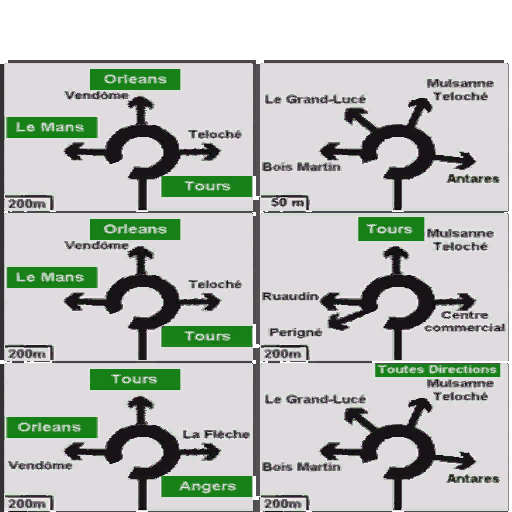 Orleans
Vendôme
Le Mans
Teloché
Tours
200m
Mulsanne
Teloché
Le Grand-Lucé
Bois Martin
Antares
50 m
Orleans
Vendôme
Le Mans
Teloché
Tours
200m
Tours
Mulsanne
Teloché
Ruaudin
Centre
commercial
Perigné
200m
Tours
Orleans
La Flèche
Vendôme
Angers
200m
Toutes Directions
Mulsanne
Teloché
Le Grand-Lucé
Bois Martin
Antares
200m